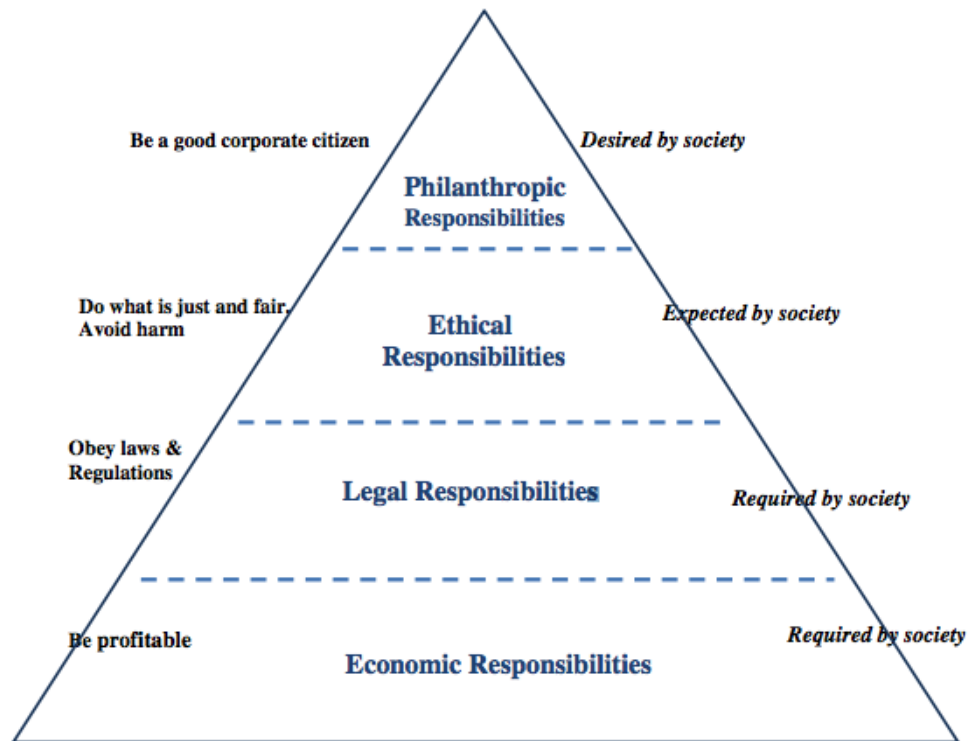 Be a good corporate citizen
Desired by society
Philanthropic
Responsibilities
Do what is just and fair,
Avoid harm
Expected by society
Ethical
Responsibilities
Obey laws &
Regulations
Legal Responsibilities
Required by society
Be profitable
Required by society
Economic Responsibilities